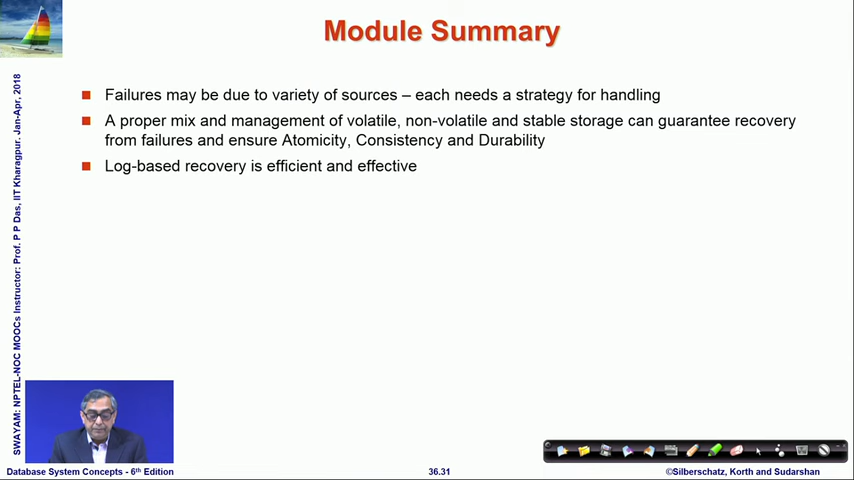 Module Summary
Failures may be due to variety of sources – each needs a strategy for handling
A proper mix and management of volatile, non-volatile and stable storage can guarantee recovery
from failures and ensure Atomicity, Consistency and Durability
Log-based recovery is efficient and effective
SWAYAM: NPTEL-NOC MOOCs Instructor: Prof. P P Das, IIT Kharagpur. Jan-Apr, 2018
Database System Concepts - 6th Edition
36.31
©Silberschatz, Korth and Sudarshan